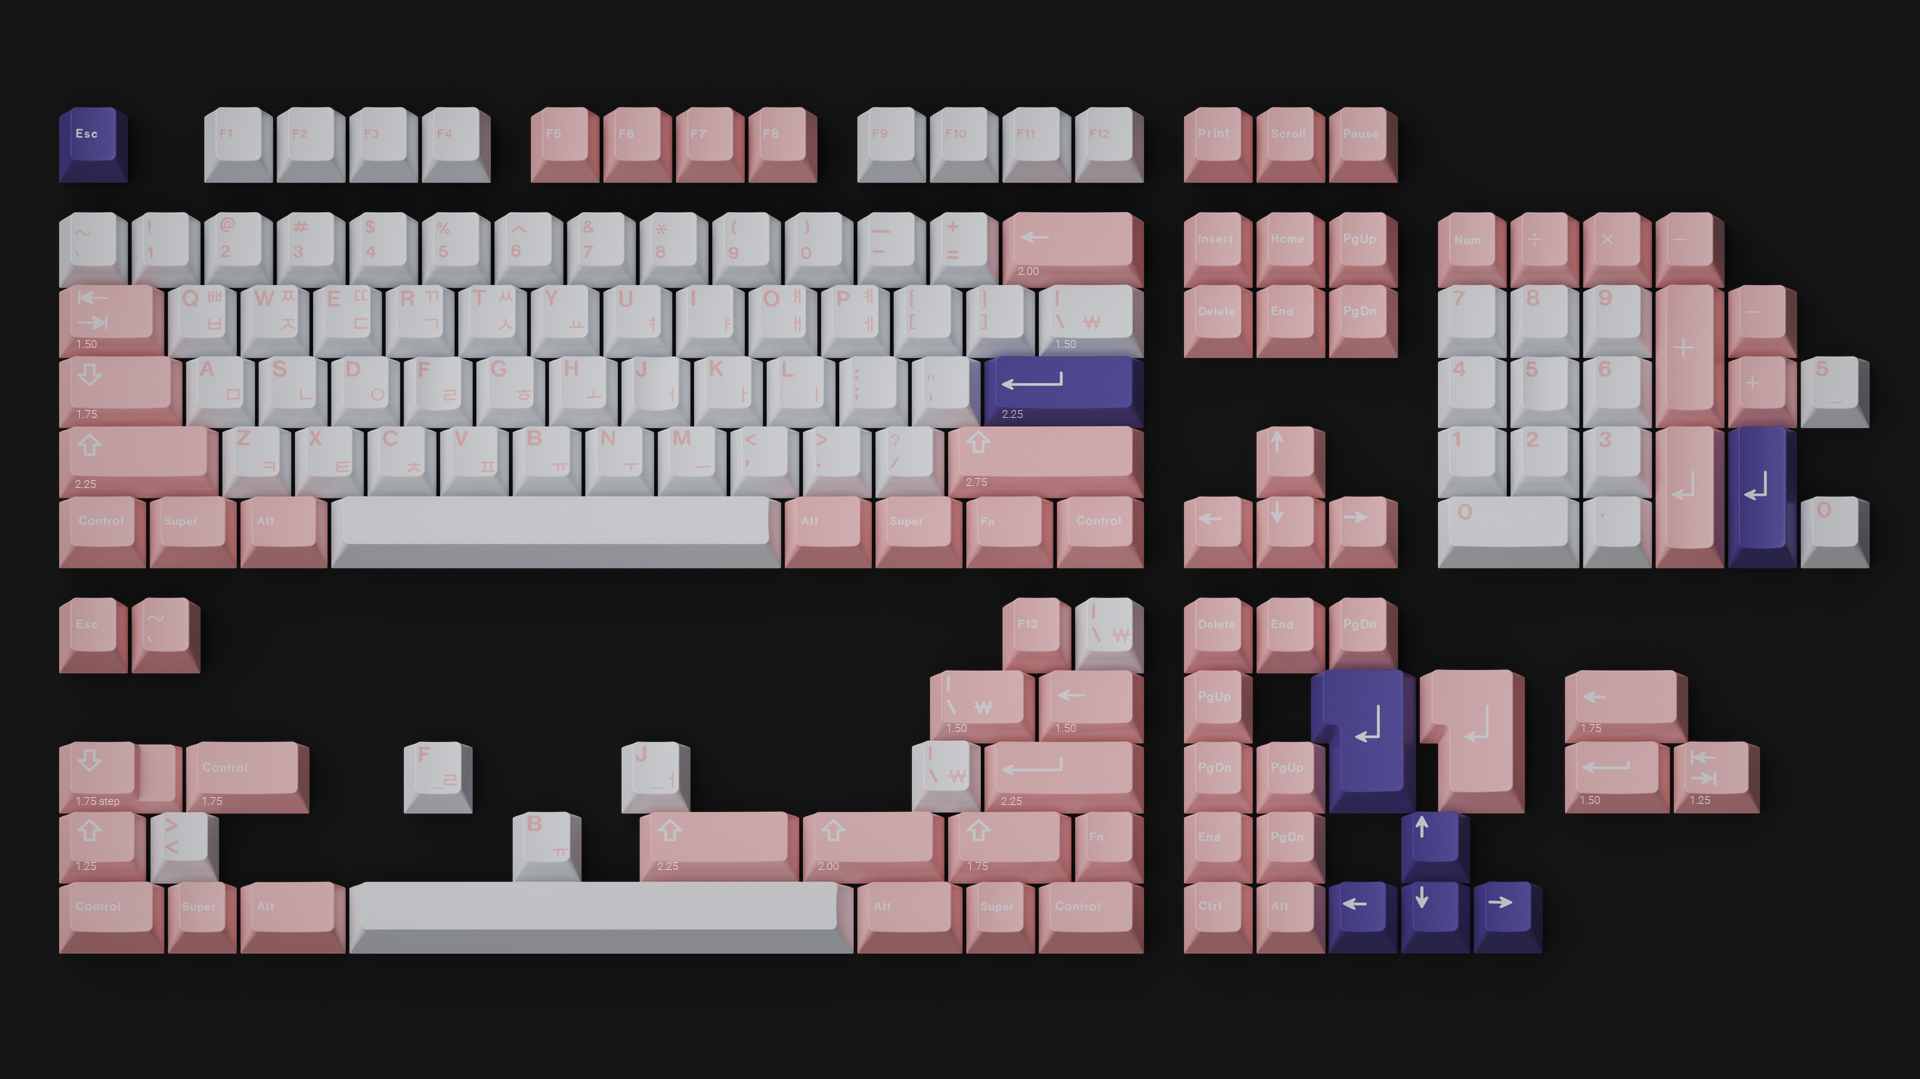 Esc F1 F2 F3 F4 F5 F6 F7 F8 F9 F10 F11 F12 Print Scroll Pause
~ ! @ # $ % ^ & * ( ) — +
` 1 2 3 4 5 6 7 8 9 0 - = ← Insert Home PgUp Num ÷ × −
2.00
Q ㅃ W ㅉ E ㄸ R ㄲ T ㅆ Y U I O ㅒ P ㅖ { } | 7 8 9
ㅂ ㅈ ㄷ ㄱ ㅅ ㅛ ㅕ ㅑ ㅐ ㅔ [ ] \ ₩ Delete End PgDn + −
1.50 1.50
A S D F G H J K L : " 4 5 6 + 5
ㅁ ㄴ ㅇ ㄹ ㅎ ㅗ ㅓ ㅏ ㅣ ; '
1.75 2.25
Z X C V B N M < > ? ↑ 1 2 3
ㅋ ㅌ ㅊ ㅍ ㅠ ㅜ ㅡ , . /
2.25 2.75
Control Super Alt Alt Super Fn Control ← ↓ → 0 . 0
Esc ~ F13 | Delete End PgDn
` \ ₩
| ← PgUp ←
\ ₩
1.50 1.50 1.75
Control F J | PgDn PgUp
ㄹ ㅓ \ ₩
1.75 step 1.75 2.25 1.50 1.25
> B Fn End PgDn ↑
< ㅠ
1.25 2.25 2.00 1.75
Control Super Alt Alt Super Control Ctrl Alt ← ↓ →